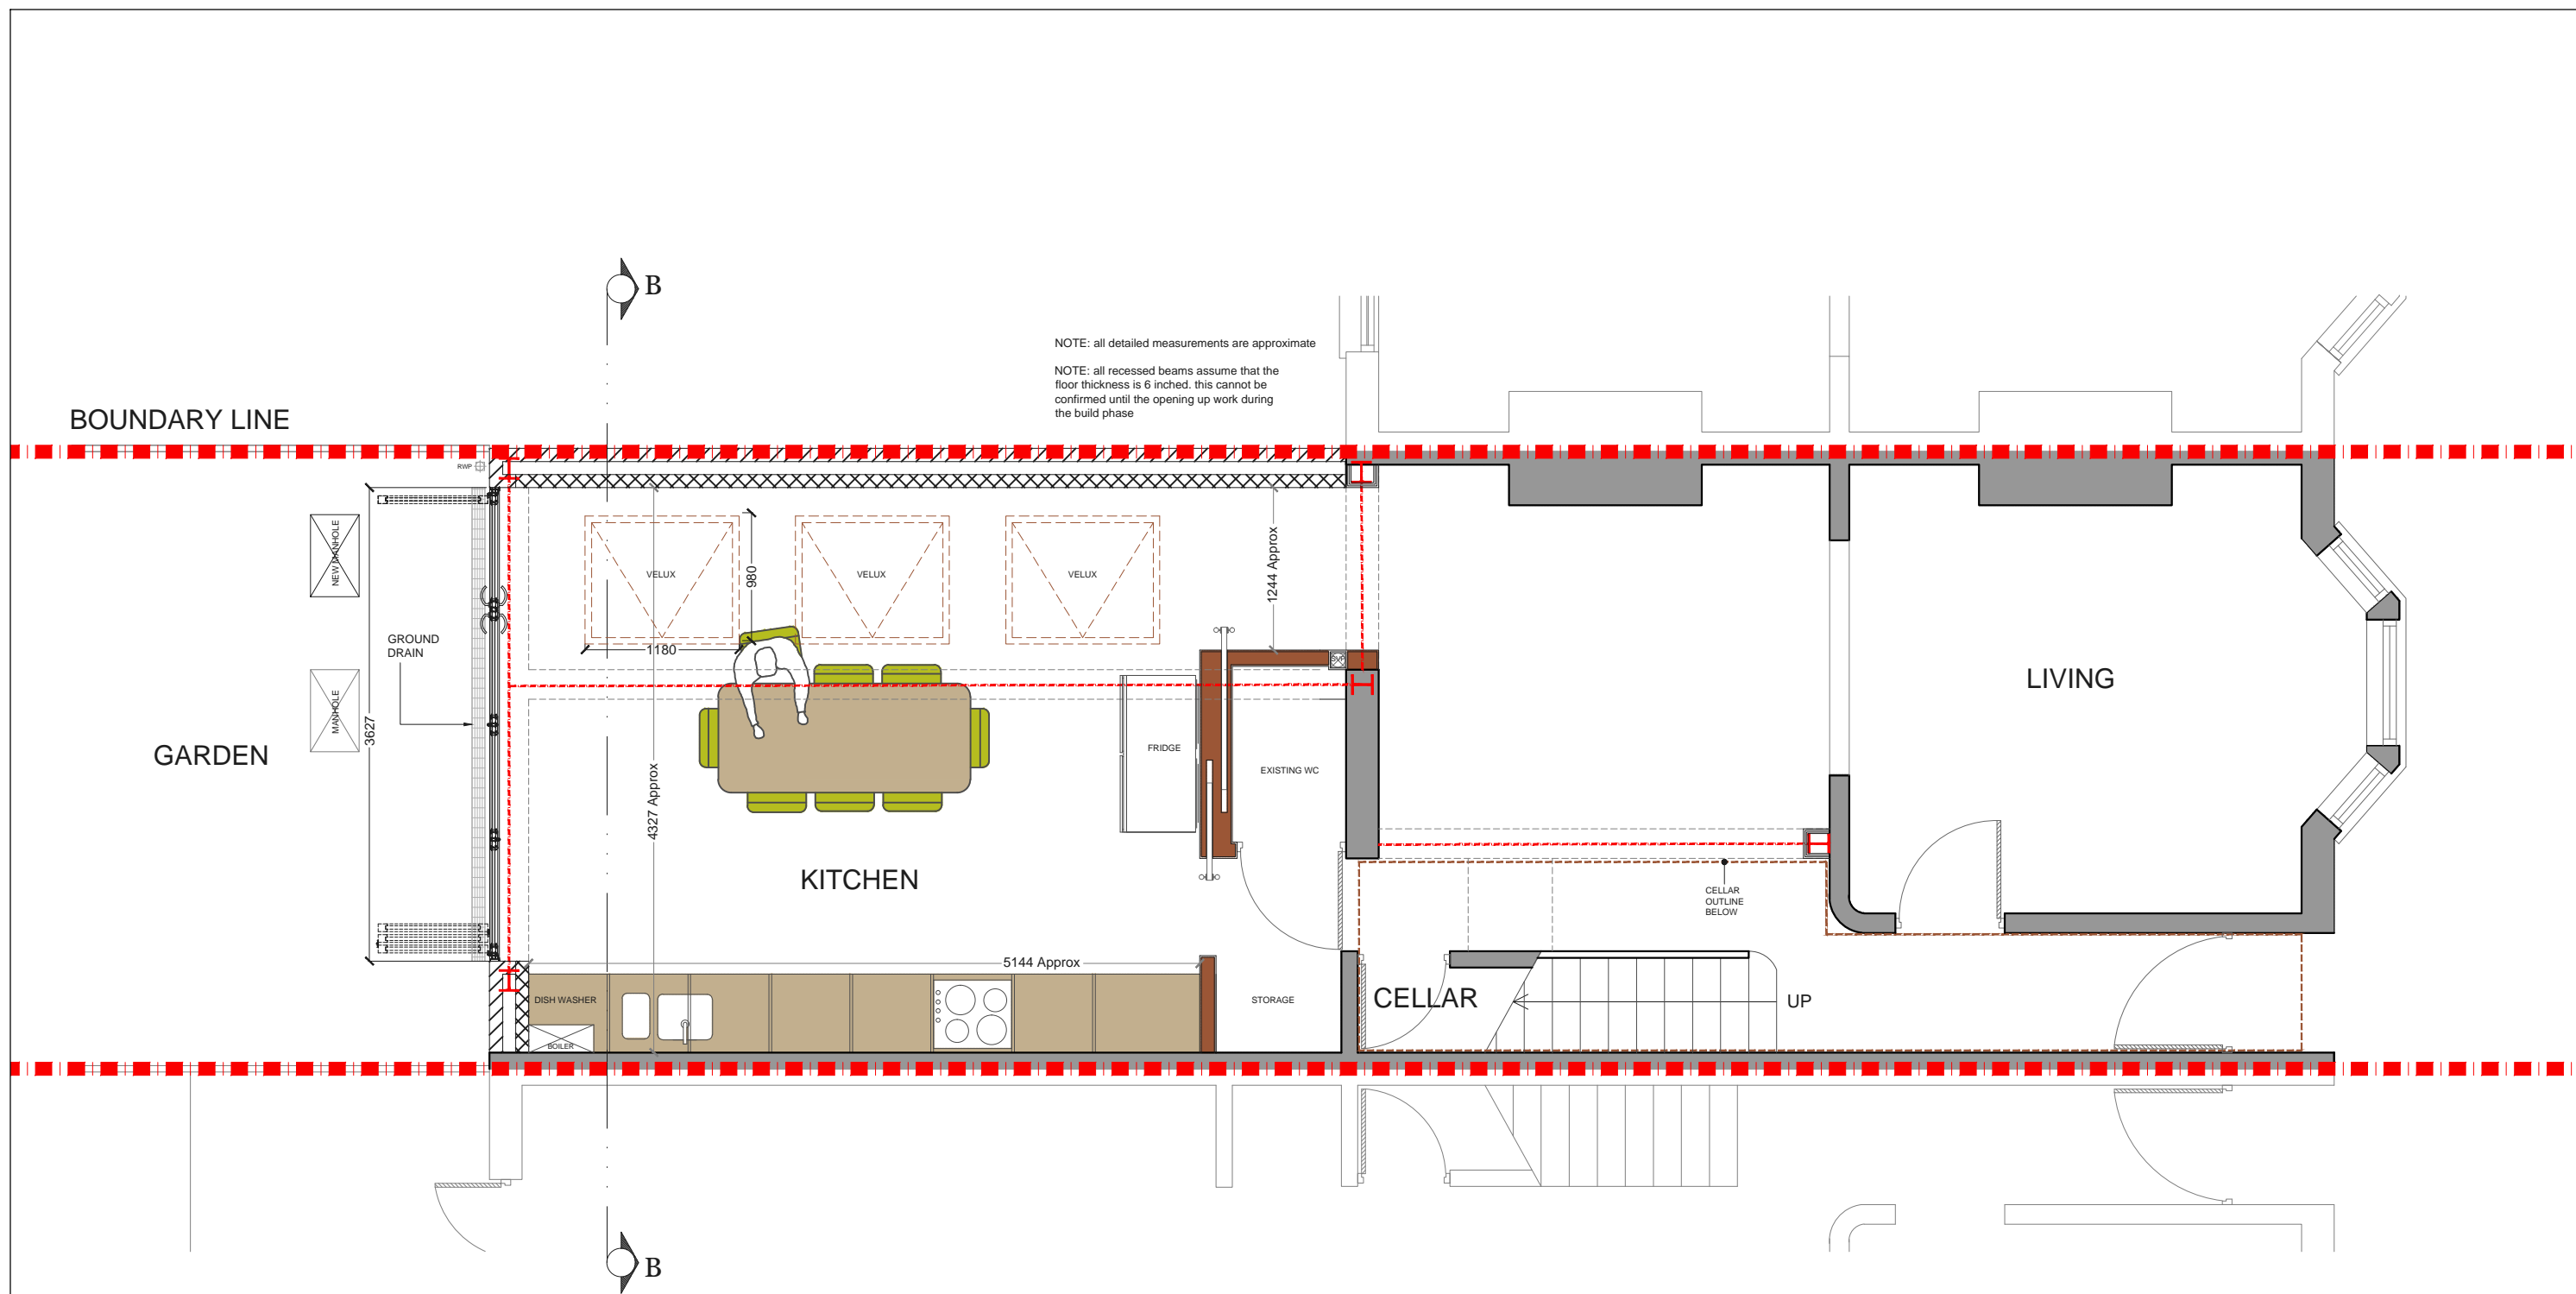 B
NOTE: all detailed measurements are approximate
NOTE: all recessed beams assume that the
floor thickness is 6 inched. this cannot be
confirmed until the opening up work during
the build phase
BOUNDARY LINE
RWP
NEW MANHOLE
VELUX
980
VELUX
VELUX
1244 Approx
GROUND
DRAIN
1180
SVP
MANHOLE
3627
LIVING
GARDEN
FRIDGE
EXISTING WC
4327 Approx
KITCHEN
CELLAR
OUTLINE
BELOW
5144 Approx
DISH WASHER
STORAGE
CELLAR
UP
BOILER
B